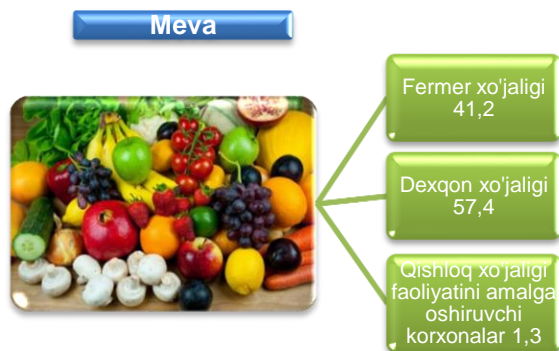 Meva
Fermer xo'jaligi
41,2
Dexqon xo'jaligi
57,4
Qishloq xo'jaligi
faoliyatini amalga
oshiruvchi
korxonalar 1,3